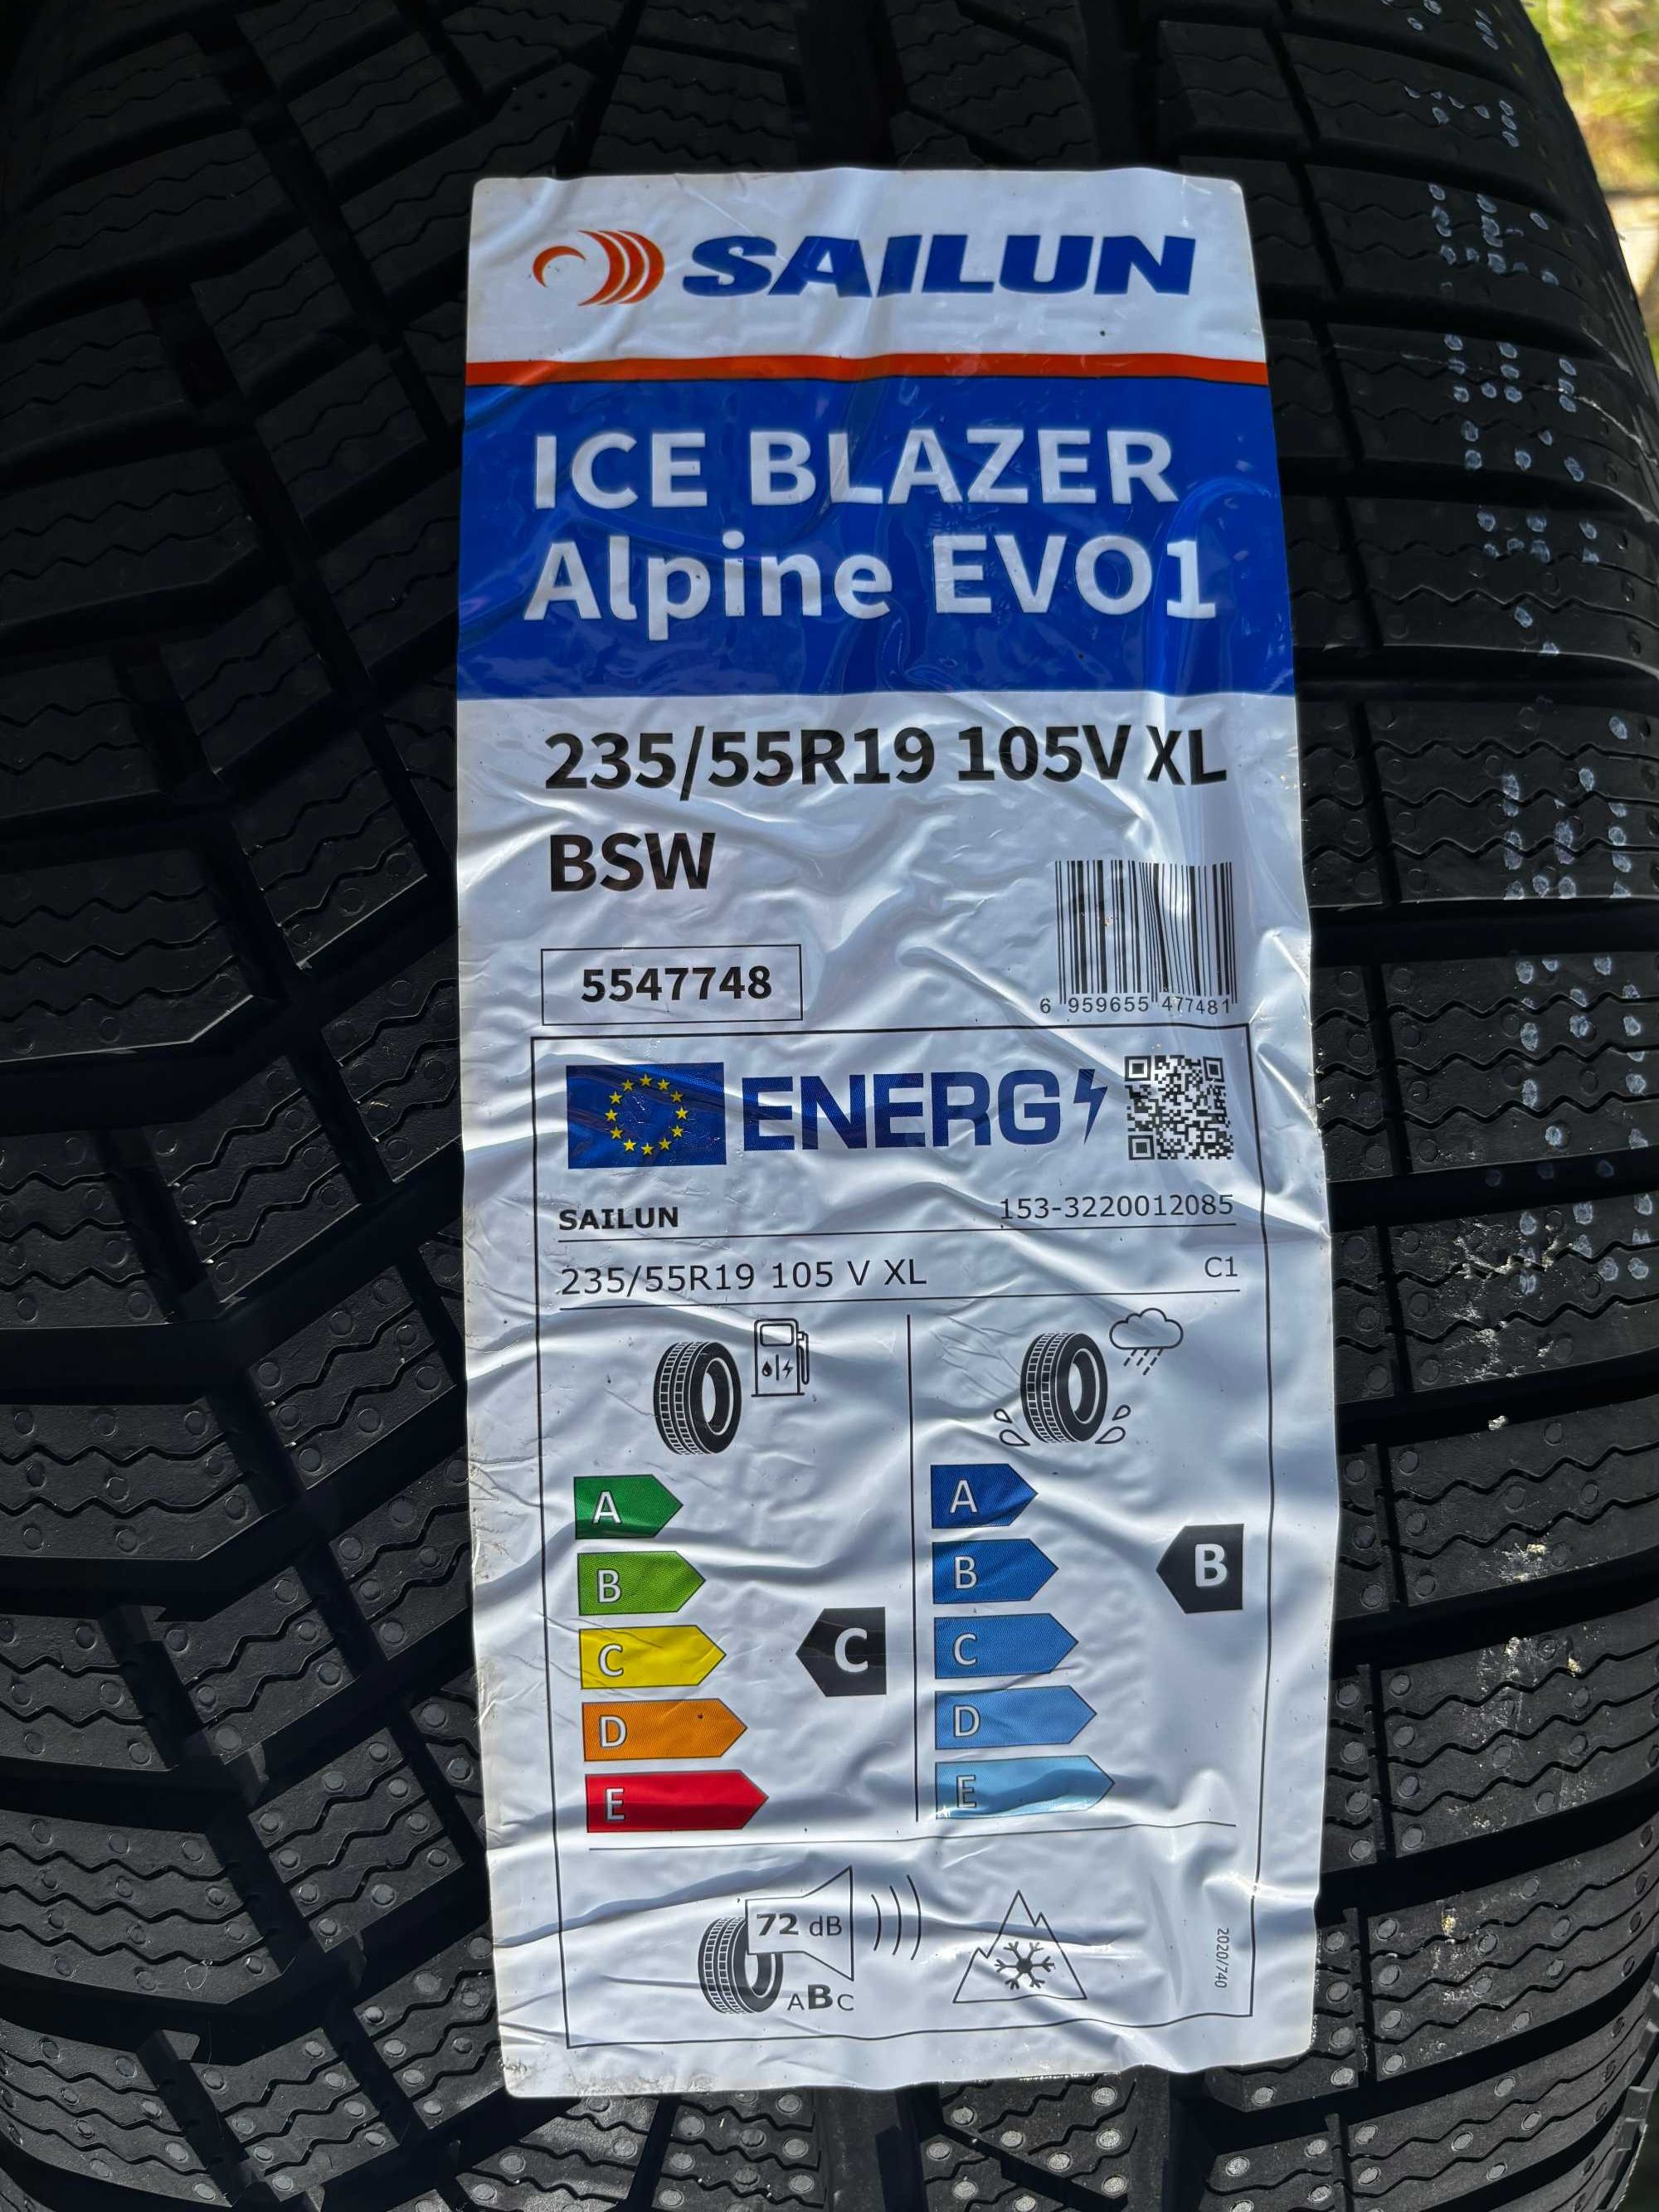 SAILUN
ICE BLAZER
Alpine EVO1
235/55R19 105V XL
BSW
5547748
6 959655 477481
ENERG
SAILUN 153-3220012085
235/55R19 105 V XL C1
A A
B B B
C C C
D D
E E
72 dB
ABC
2020/740